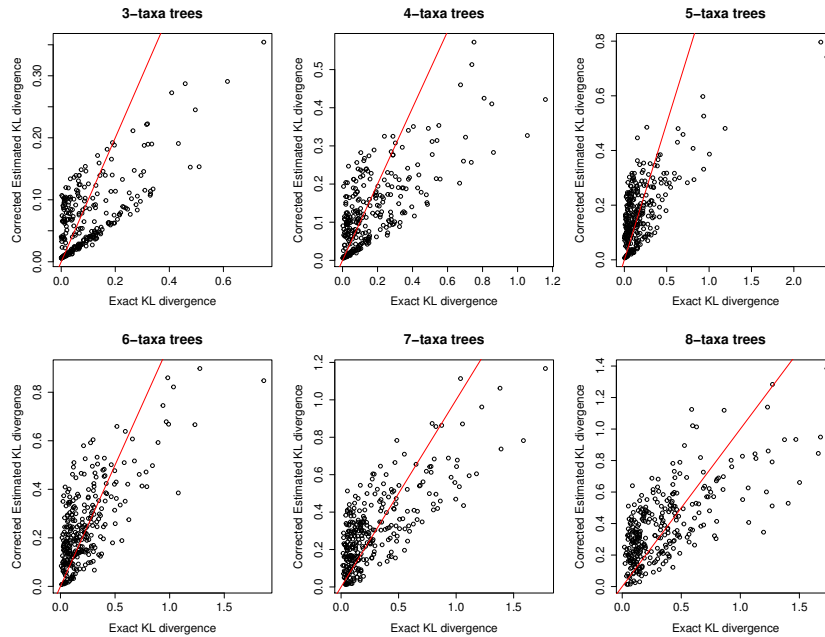 3−taxa trees
4−taxa trees
5−taxa trees
Corrected Estimated KL divergence
0.00 0.10 0.20 0.30
0.0 0.2 0.4 0.6
Exact KL divergence
Corrected Estimated KL divergence
0.0 0.1 0.2 0.3 0.4 0.5
0.0 0.2 0.4 0.6 0.8 1.0 1.2
Exact KL divergence
Corrected Estimated KL divergence
0.0 0.2 0.4 0.6 0.8
0.0 0.5 1.0 1.5 2.0
Exact KL divergence
6−taxa trees
7−taxa trees
8−taxa trees
Corrected Estimated KL divergence
0.0 0.2 0.4 0.6 0.8
0.0 0.5 1.0 1.5
Exact KL divergence
Corrected Estimated KL divergence
0.0 0.2 0.4 0.6 0.8 1.0 1.2
0.0 0.5 1.0 1.5
Exact KL divergence
Corrected Estimated KL divergence
0.0 0.2 0.4 0.6 0.8 1.0 1.2 1.4
0.0 0.5 1.0 1.5
Exact KL divergence